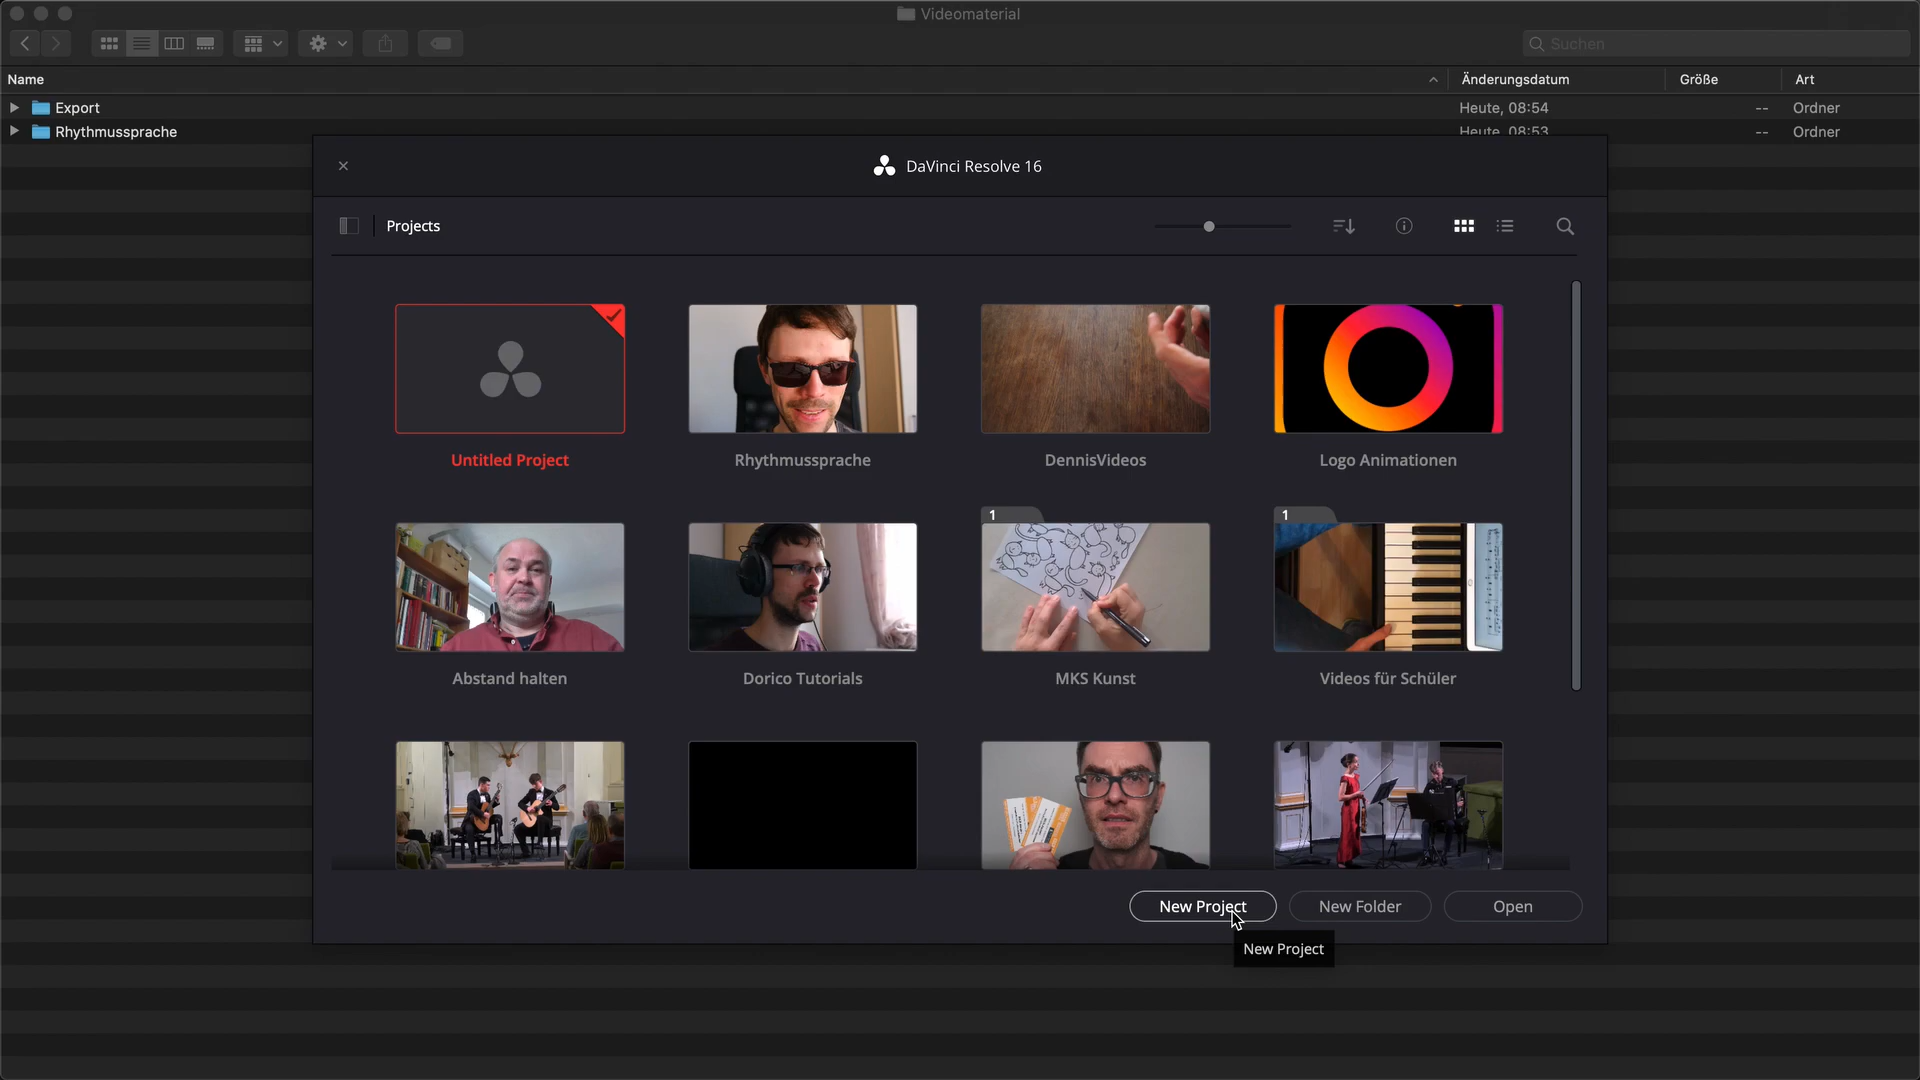 Videomaterial
Suchen
Name Änderungsdatum Größe Art
Export Heute, 08:54 -- Ordner
Rhythmussprache Heute, 08:53 -- Ordner
DaVinci Resolve 16
Projects
Untitled Project Rhythmussprache DennisVideos Logo Animationen
1 1
Abstand halten Dorico Tutorials MKS Kunst Videos für Schüler
New Project New Folder Open
New Project